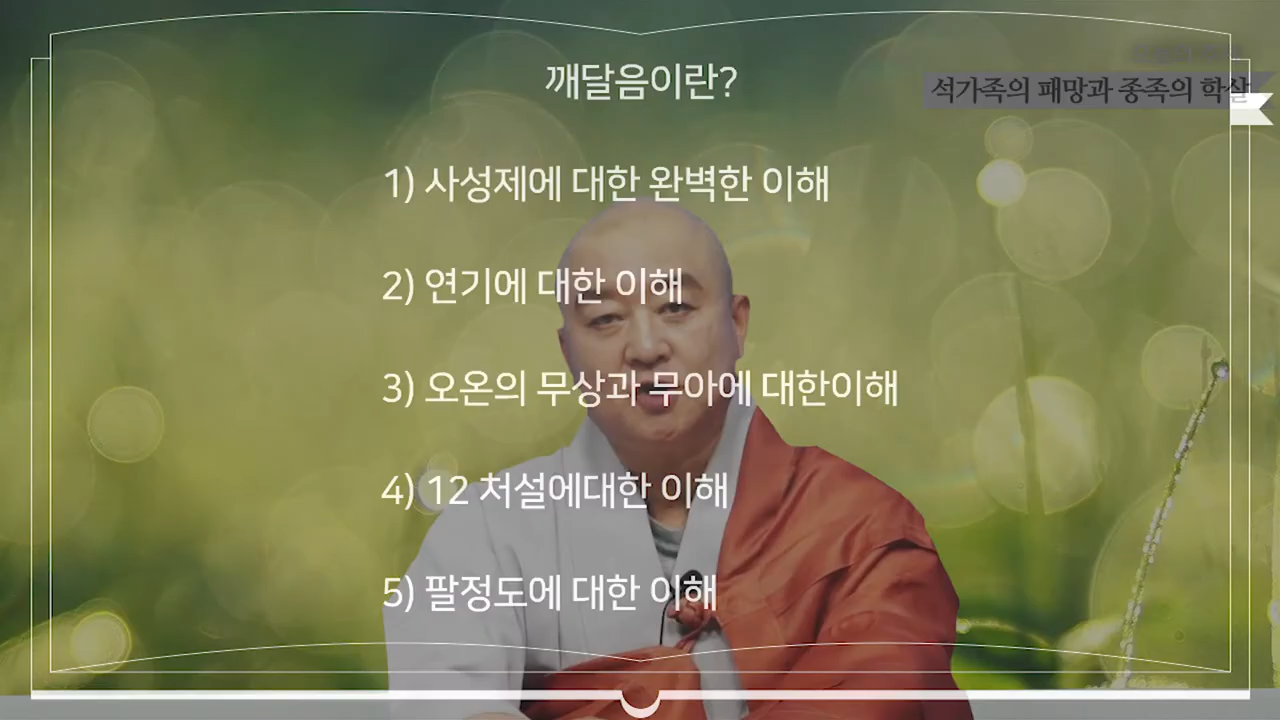 깨달음이란?
석가족의 패망과 종족의 학살
1) 사성제에 대한 완벽한 이해
2) 연기에 대한 이해
3) 오온의 무상과 무아에 대한이해
4) 12 처설에대한 이해
5) 팔정도에 대한 이해